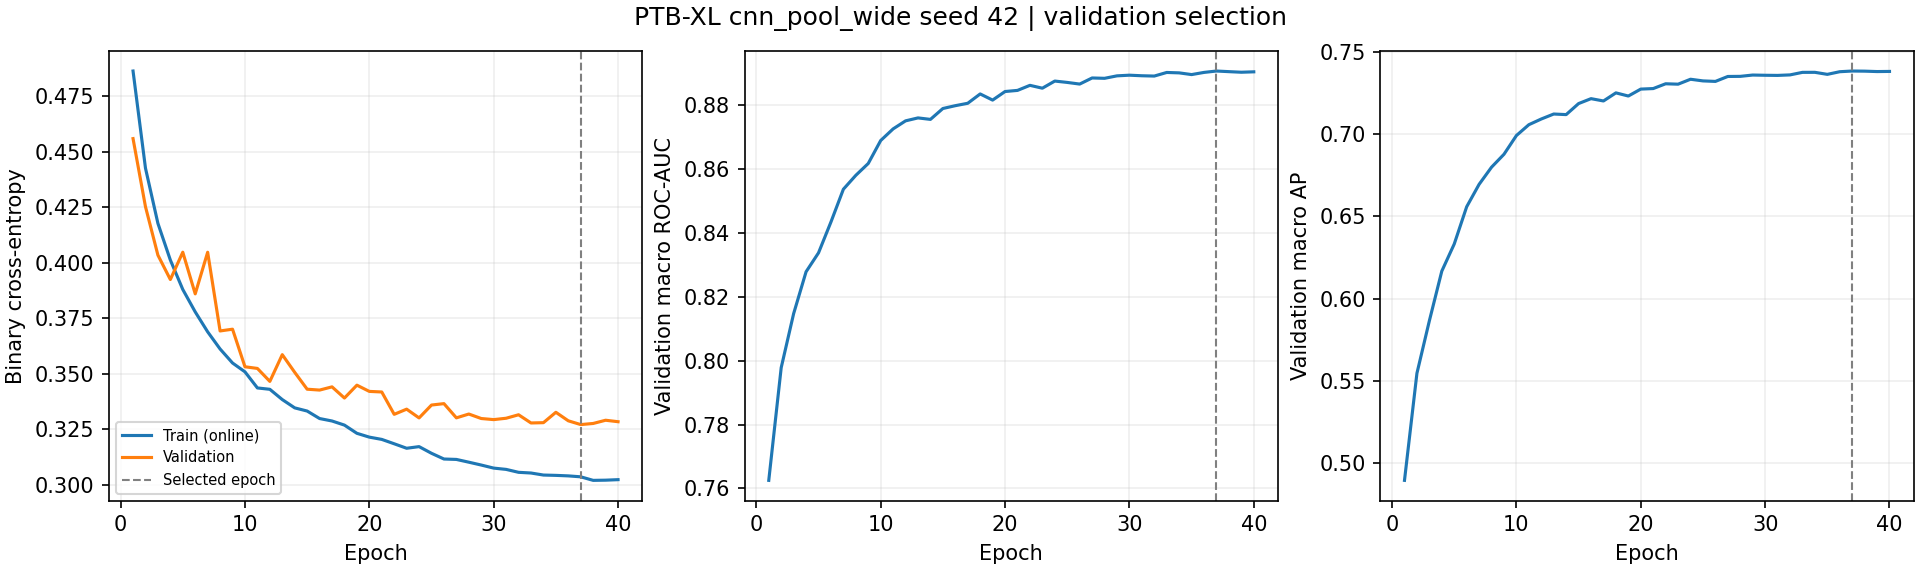 PTB-XL cnn_pool_wide seed 42 | validation selection
Binary cross-entropy
0.475
0.450
0.425
0.400
0.375
0.350
0.325
0.300
Train (online)
Validation
Selected epoch
0 10 20 30 40
Epoch
Validation macro ROC-AUC
0.88
0.86
0.84
0.82
0.80
0.78
0.76
0 10 20 30 40
Epoch
Validation macro AP
0.75
0.70
0.65
0.60
0.55
0.50
0 10 20 30 40
Epoch